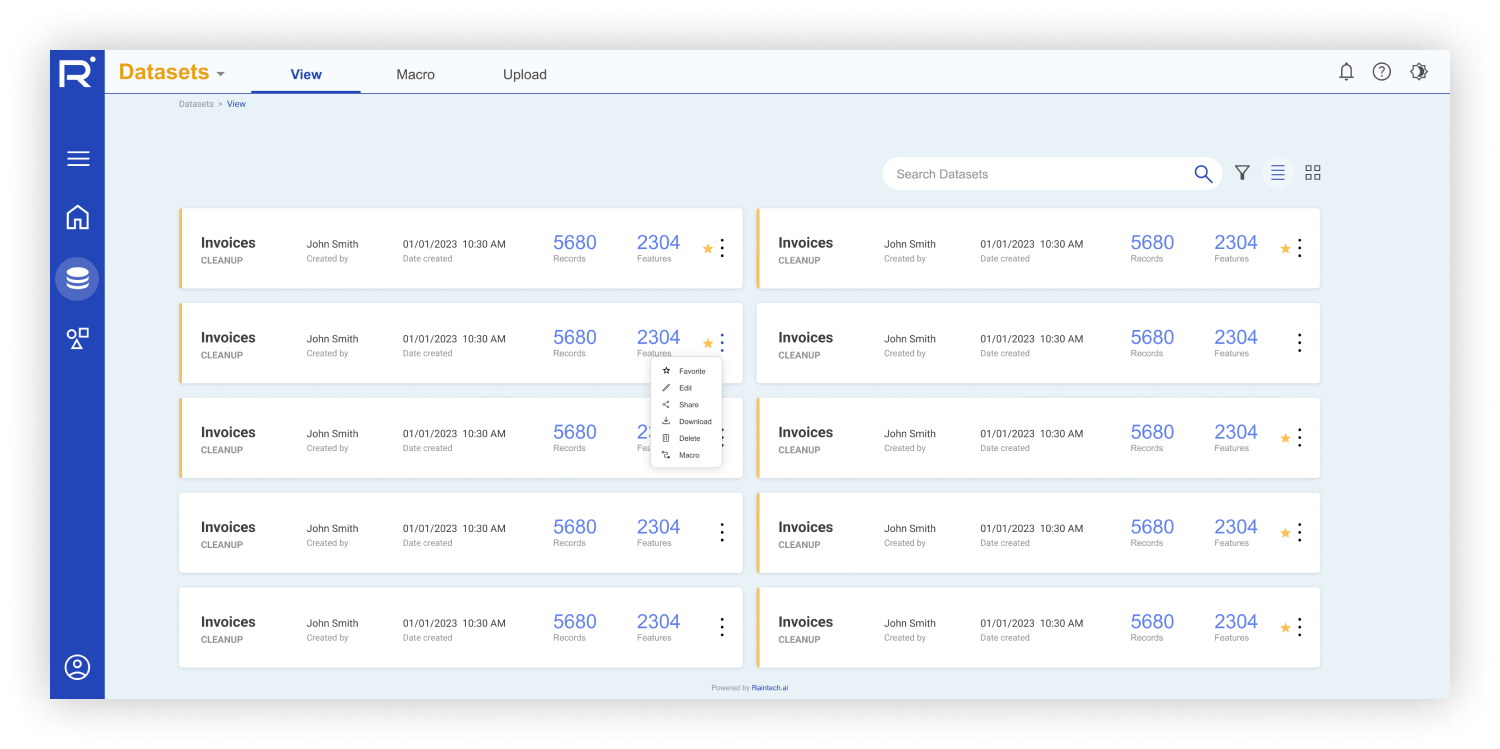 Datasets
View
Macro
Upload
Datasets > View
Search Datasets
Invoices John Smith 01/01/2023 10:30 AM 5680 2304
CLEANUP Created by Date created Records Features
Invoices John Smith 01/01/2023 10:30 AM 5680 2304
CLEANUP Created by Date created Records Features
Invoices John Smith 01/01/2023 10:30 AM 5680 2304
CLEANUP Created by Date created Records Features
Favorite
Edit
Share
Download
Delete
Macro
Invoices John Smith 01/01/2023 10:30 AM 5680 2304
CLEANUP Created by Date created Records Features
Invoices John Smith 01/01/2023 10:30 AM 5680
CLEANUP Created by Date created Records
Invoices John Smith 01/01/2023 10:30 AM 5680 2304
CLEANUP Created by Date created Records Features
Invoices John Smith 01/01/2023 10:30 AM 5680 2304
CLEANUP Created by Date created Records Features
Invoices John Smith 01/01/2023 10:30 AM 5680 2304
CLEANUP Created by Date created Records Features
Invoices John Smith 01/01/2023 10:30 AM 5680 2304
CLEANUP Created by Date created Records Features
Invoices John Smith 01/01/2023 10:30 AM 5680 2304
CLEANUP Created by Date created Records Features
Powered by Raintech.ai